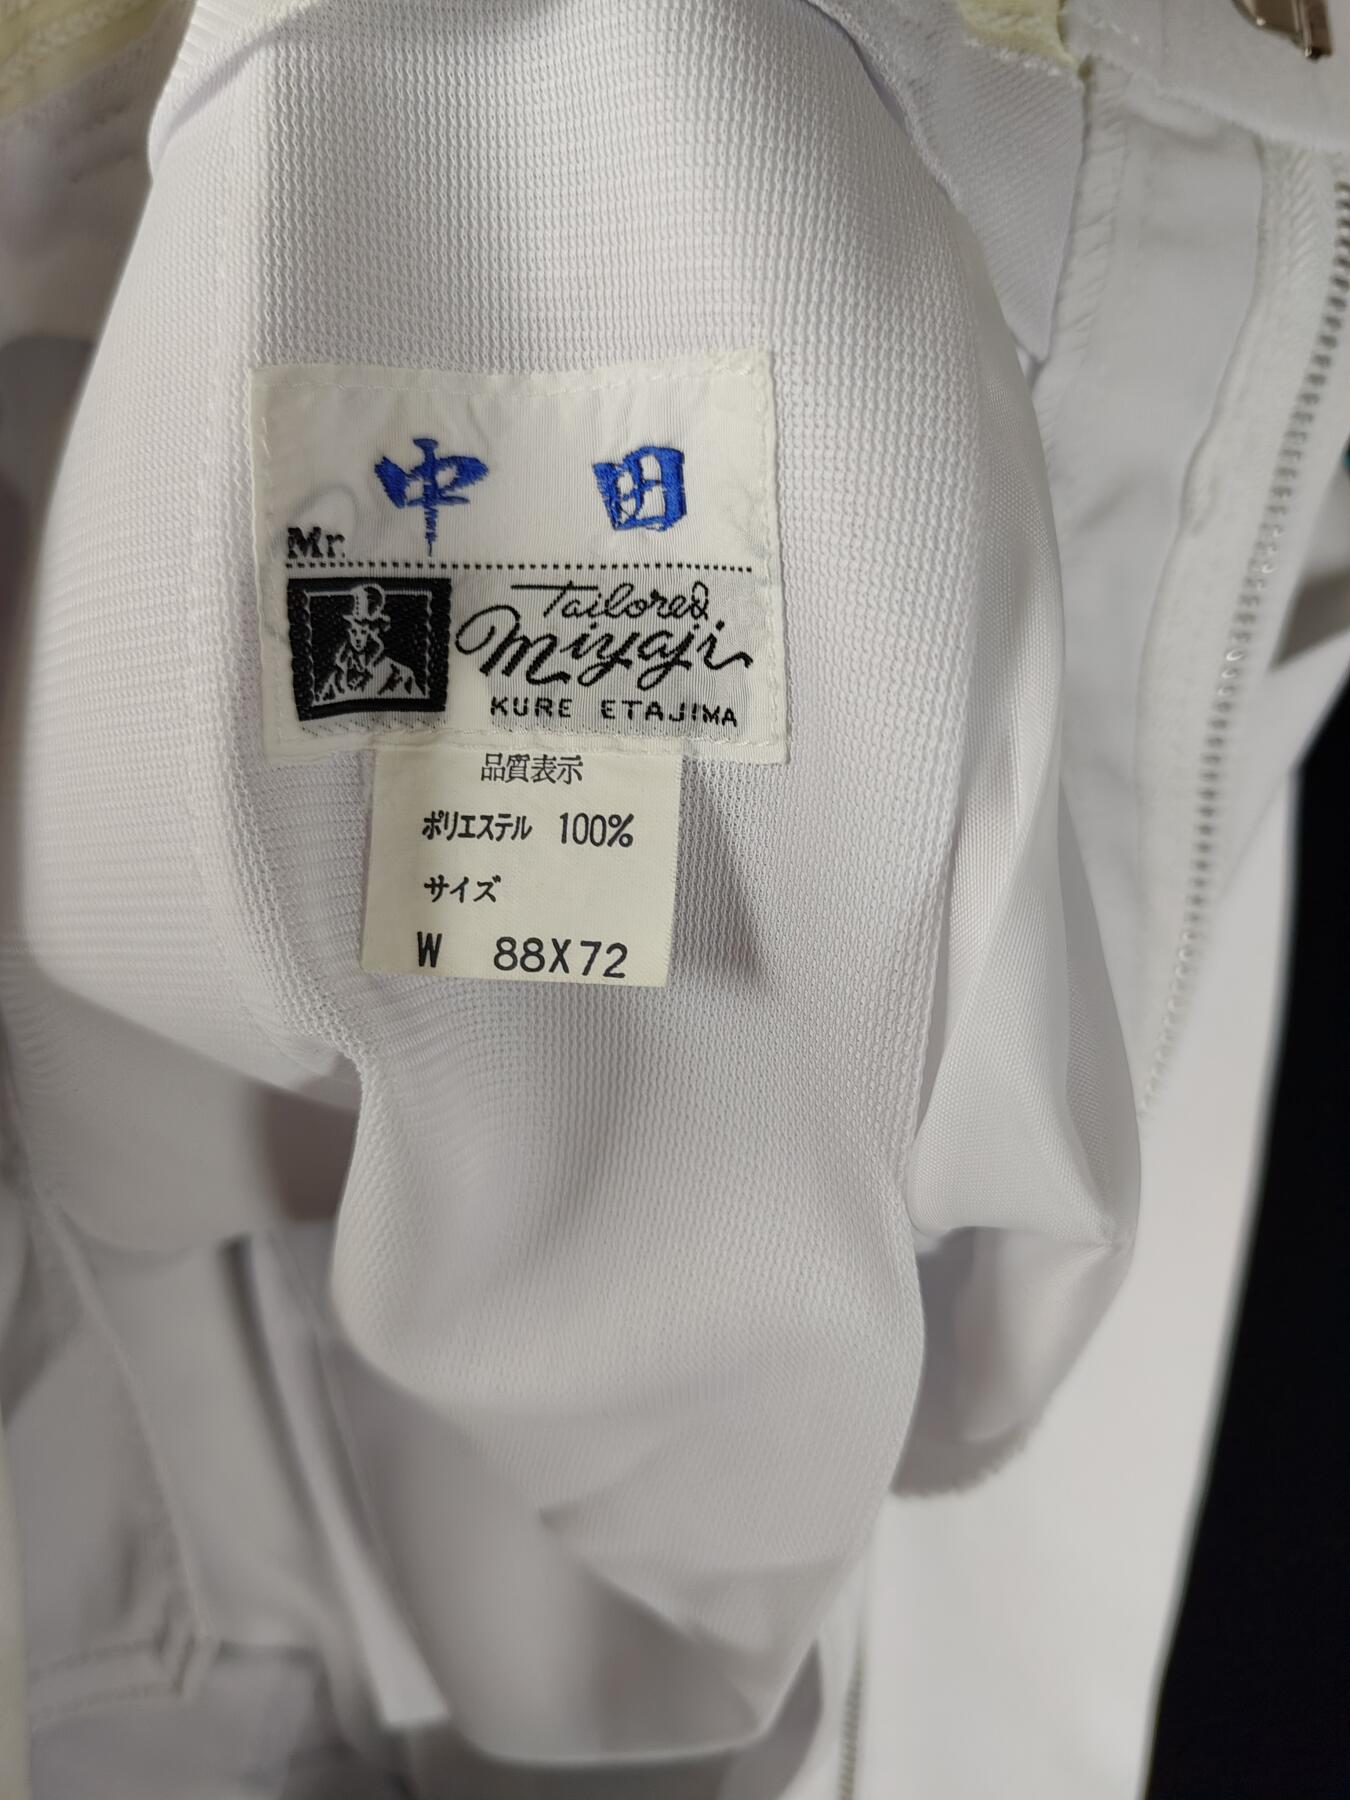 中田
Mr.
Tailored
Miyaji
KURE ETAJIMA
品質表示
ポリエステル 100%
サイズ
W 88X72